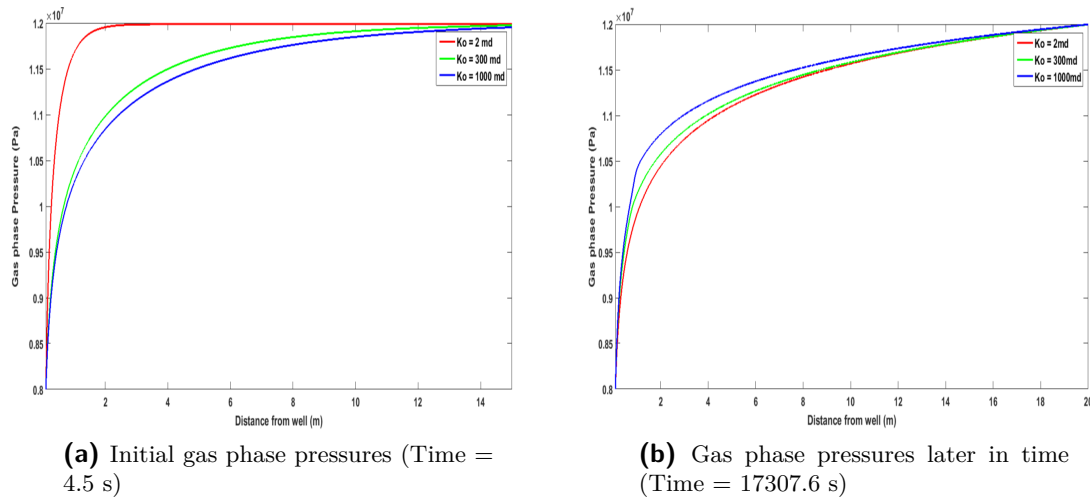 ×10⁷
1.2
1.15
1.1
1.05
1
0.95
0.9
0.85
0.8
Gas phase Pressure (Pa)
2 4 6 8 10 12 14
Distance from well (m)
Ko = 2 md
Ko = 300 md
Ko = 1000 md
(a) Initial gas phase pressures (Time =
4.5 s)
×10⁷
1.2
1.15
1.1
1.05
1
0.95
0.9
0.85
0.8
Gas phase Pressure (Pa)
2 4 6 8 10 12 14 16 18 20
Distance from well (m)
Ko = 2md
Ko = 300md
Ko = 1000md
(b) Gas phase pressures later in time
(Time = 17307.6 s)